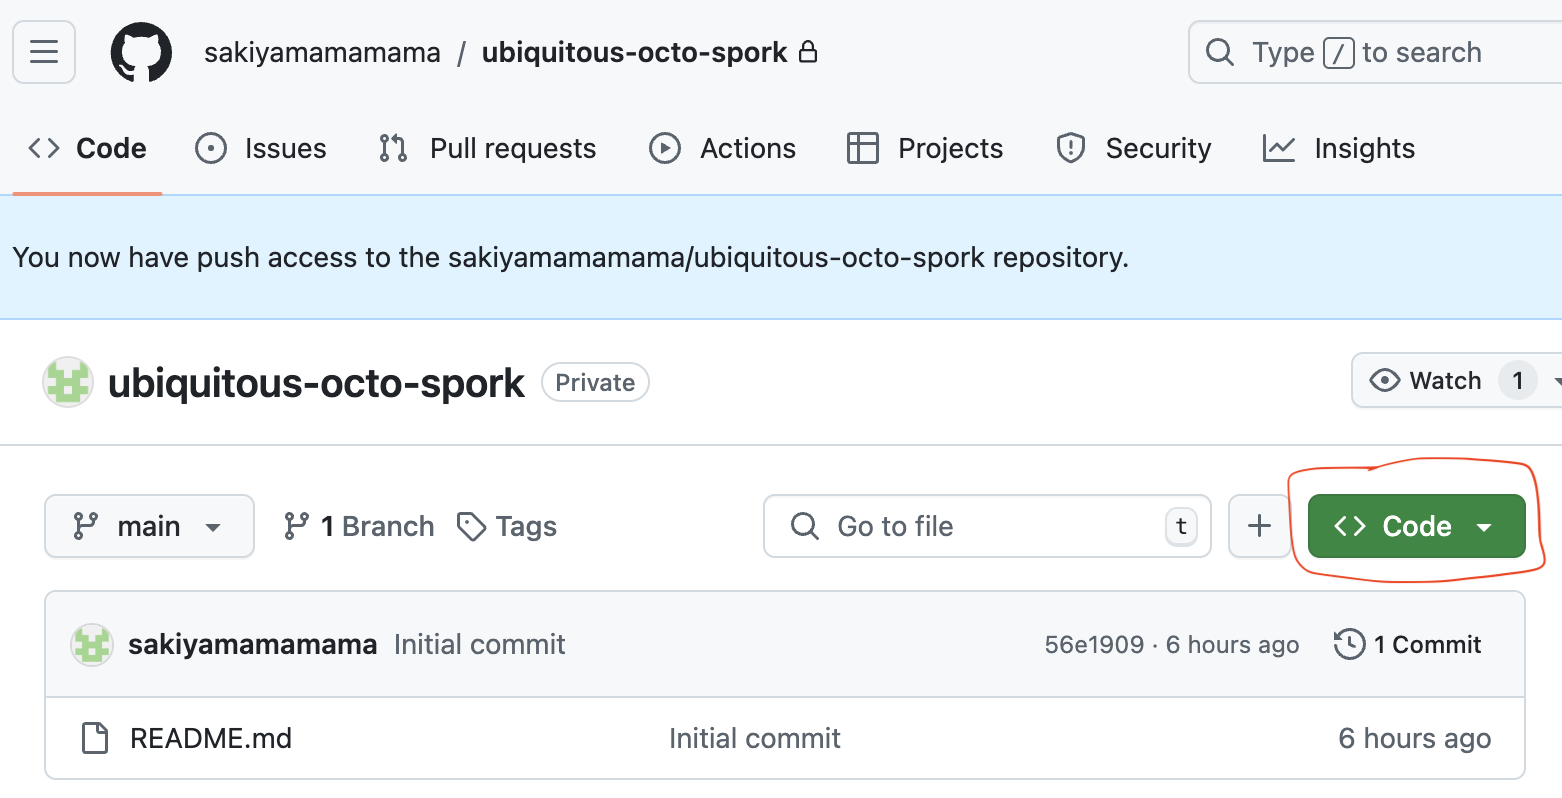 sakiyamamamama / ubiquitous-octo-spork
Type / to search
Code Issues Pull requests Actions Projects Security Insights
You now have push access to the sakiyamamamama/ubiquitous-octo-spork repository.
ubiquitous-octo-spork Private
Watch 1
main 1 Branch Tags
Go to file t
+ <> Code
sakiyamamamama Initial commit 56e1909 · 6 hours ago 1 Commit
README.md Initial commit 6 hours ago